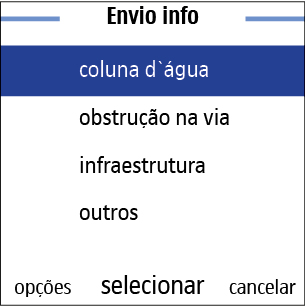 Envio info
coluna d`água
obstrução na via
infraestrutura
outros
opções selecionar cancelar